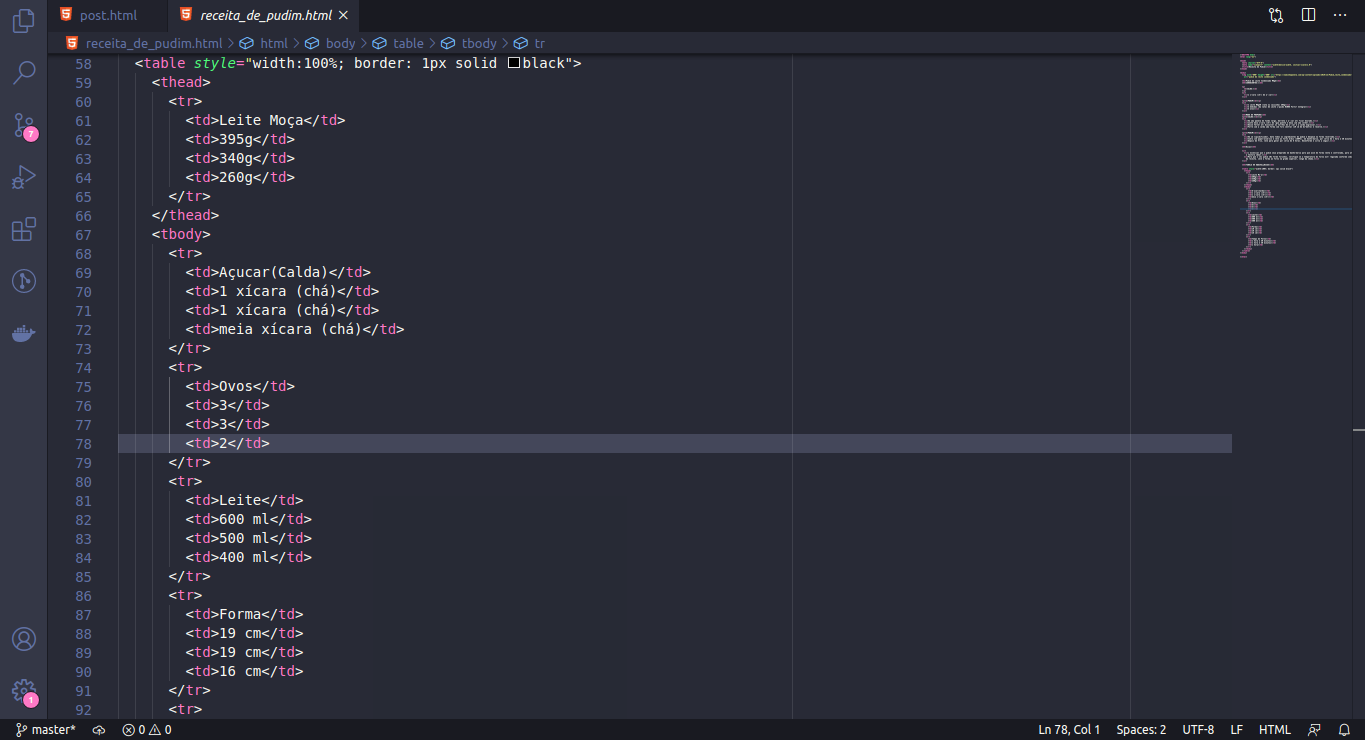 post.html
receita_de_pudim.html
receita_de_pudim.html > html > body > table > tbody > tr
58 <table style="width:100%; border: 1px solid black">
59 <thead>
60 <tr>
61 <td>Leite Moça</td>
62 <td>395g</td>
63 <td>340g</td>
64 <td>260g</td>
65 </tr>
66 </thead>
67 <tbody>
68 <tr>
69 <td>Açucar(Calda)</td>
70 <td>1 xícara (chá)</td>
71 <td>1 xícara (chá)</td>
72 <td>meia xícara (chá)</td>
73 </tr>
74 <tr>
75 <td>Ovos</td>
76 <td>3</td>
77 <td>3</td>
78 <td>2</td>
79 </tr>
80 <tr>
81 <td>Leite</td>
82 <td>600 ml</td>
83 <td>500 ml</td>
84 <td>400 ml</td>
85 </tr>
86 <tr>
87 <td>Forma</td>
88 <td>19 cm</td>
89 <td>19 cm</td>
90 <td>16 cm</td>
91 </tr>
92 <tr>
7
1
master* 0 0 Ln 78, Col 1 Spaces: 2 UTF-8 LF HTML